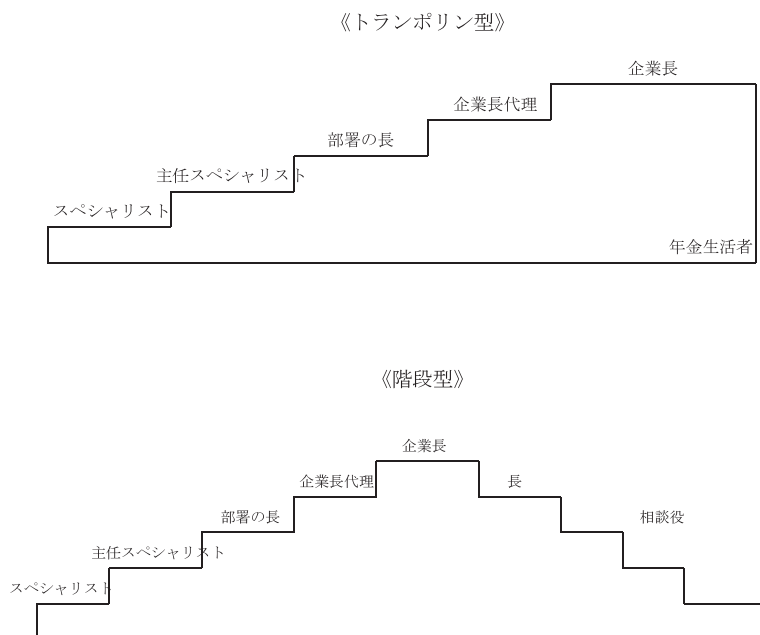 《トランポリン型》
企業長
企業長代理
部署の長
主任スペシャリスト
スペシャリスト
年金生活者
《階段型》
企業長
企業長代理
長
部署の長
相談役
主任スペシャリスト
スペシャリスト